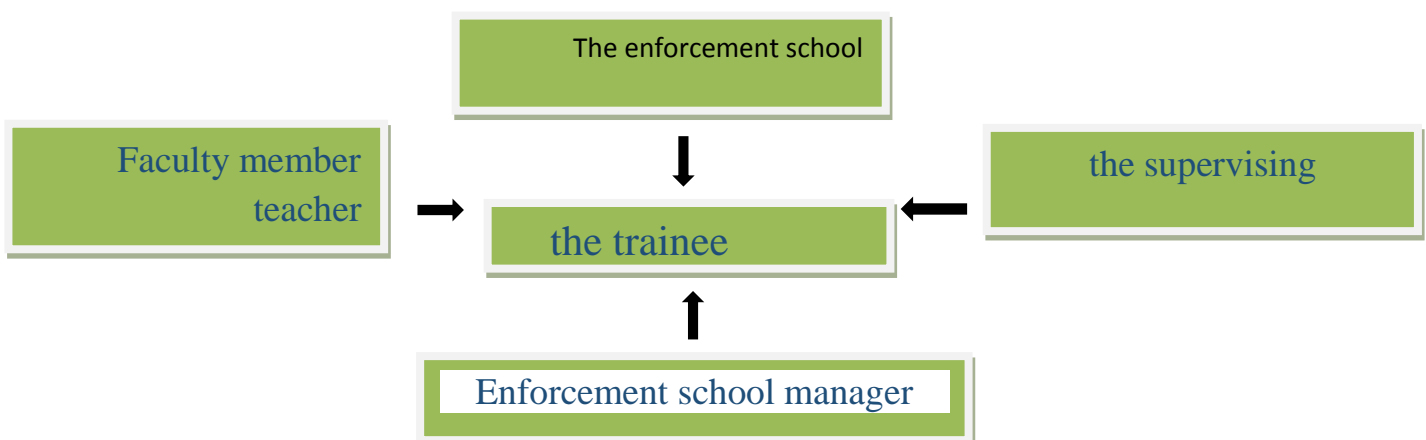 The enforcement school
Faculty member
teacher
the supervising
the trainee
Enforcement school manager